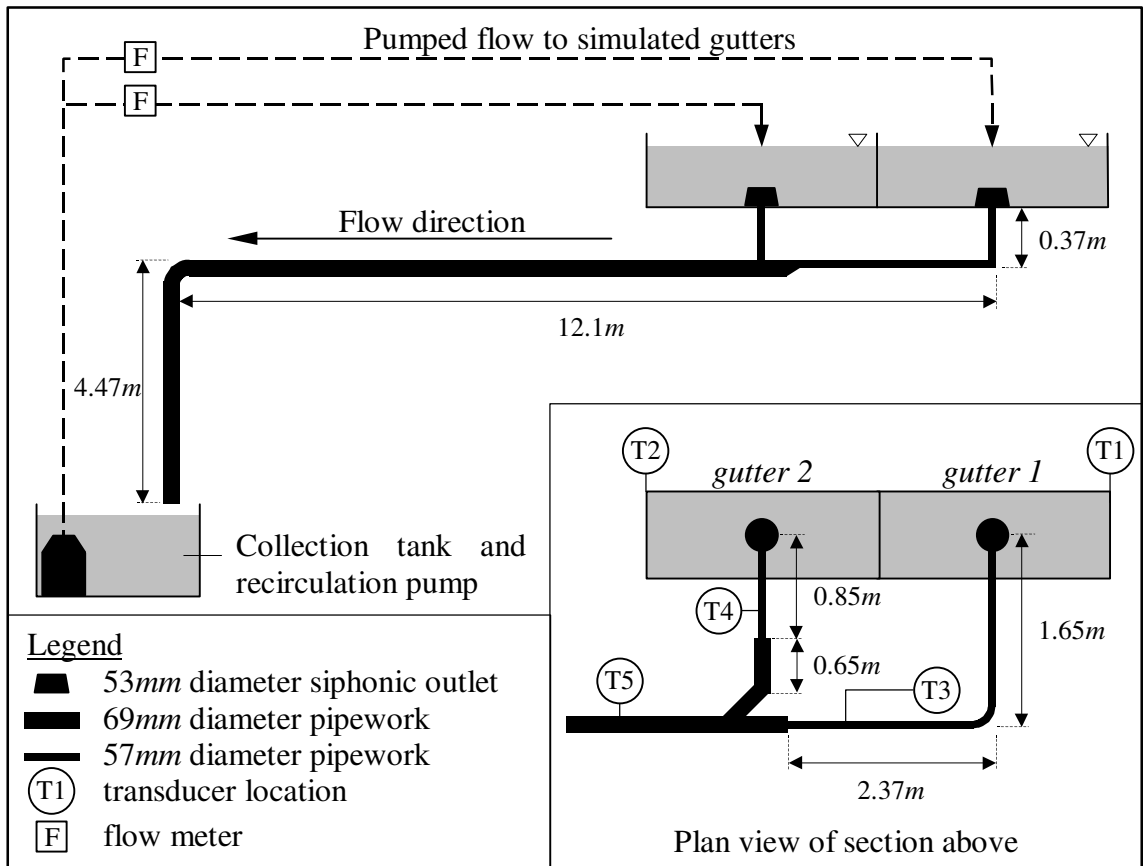 Pumped flow to simulated gutters
F
F
Flow direction
0.37m
12.1m
4.47m
Collection tank and
recirculation pump
T2
gutter 2
gutter 1
T1
T4
0.85m
1.65m
0.65m
T5
T3
2.37m
Plan view of section above
Legend
53mm diameter siphonic outlet
69mm diameter pipework
57mm diameter pipework
T1 transducer location
F flow meter